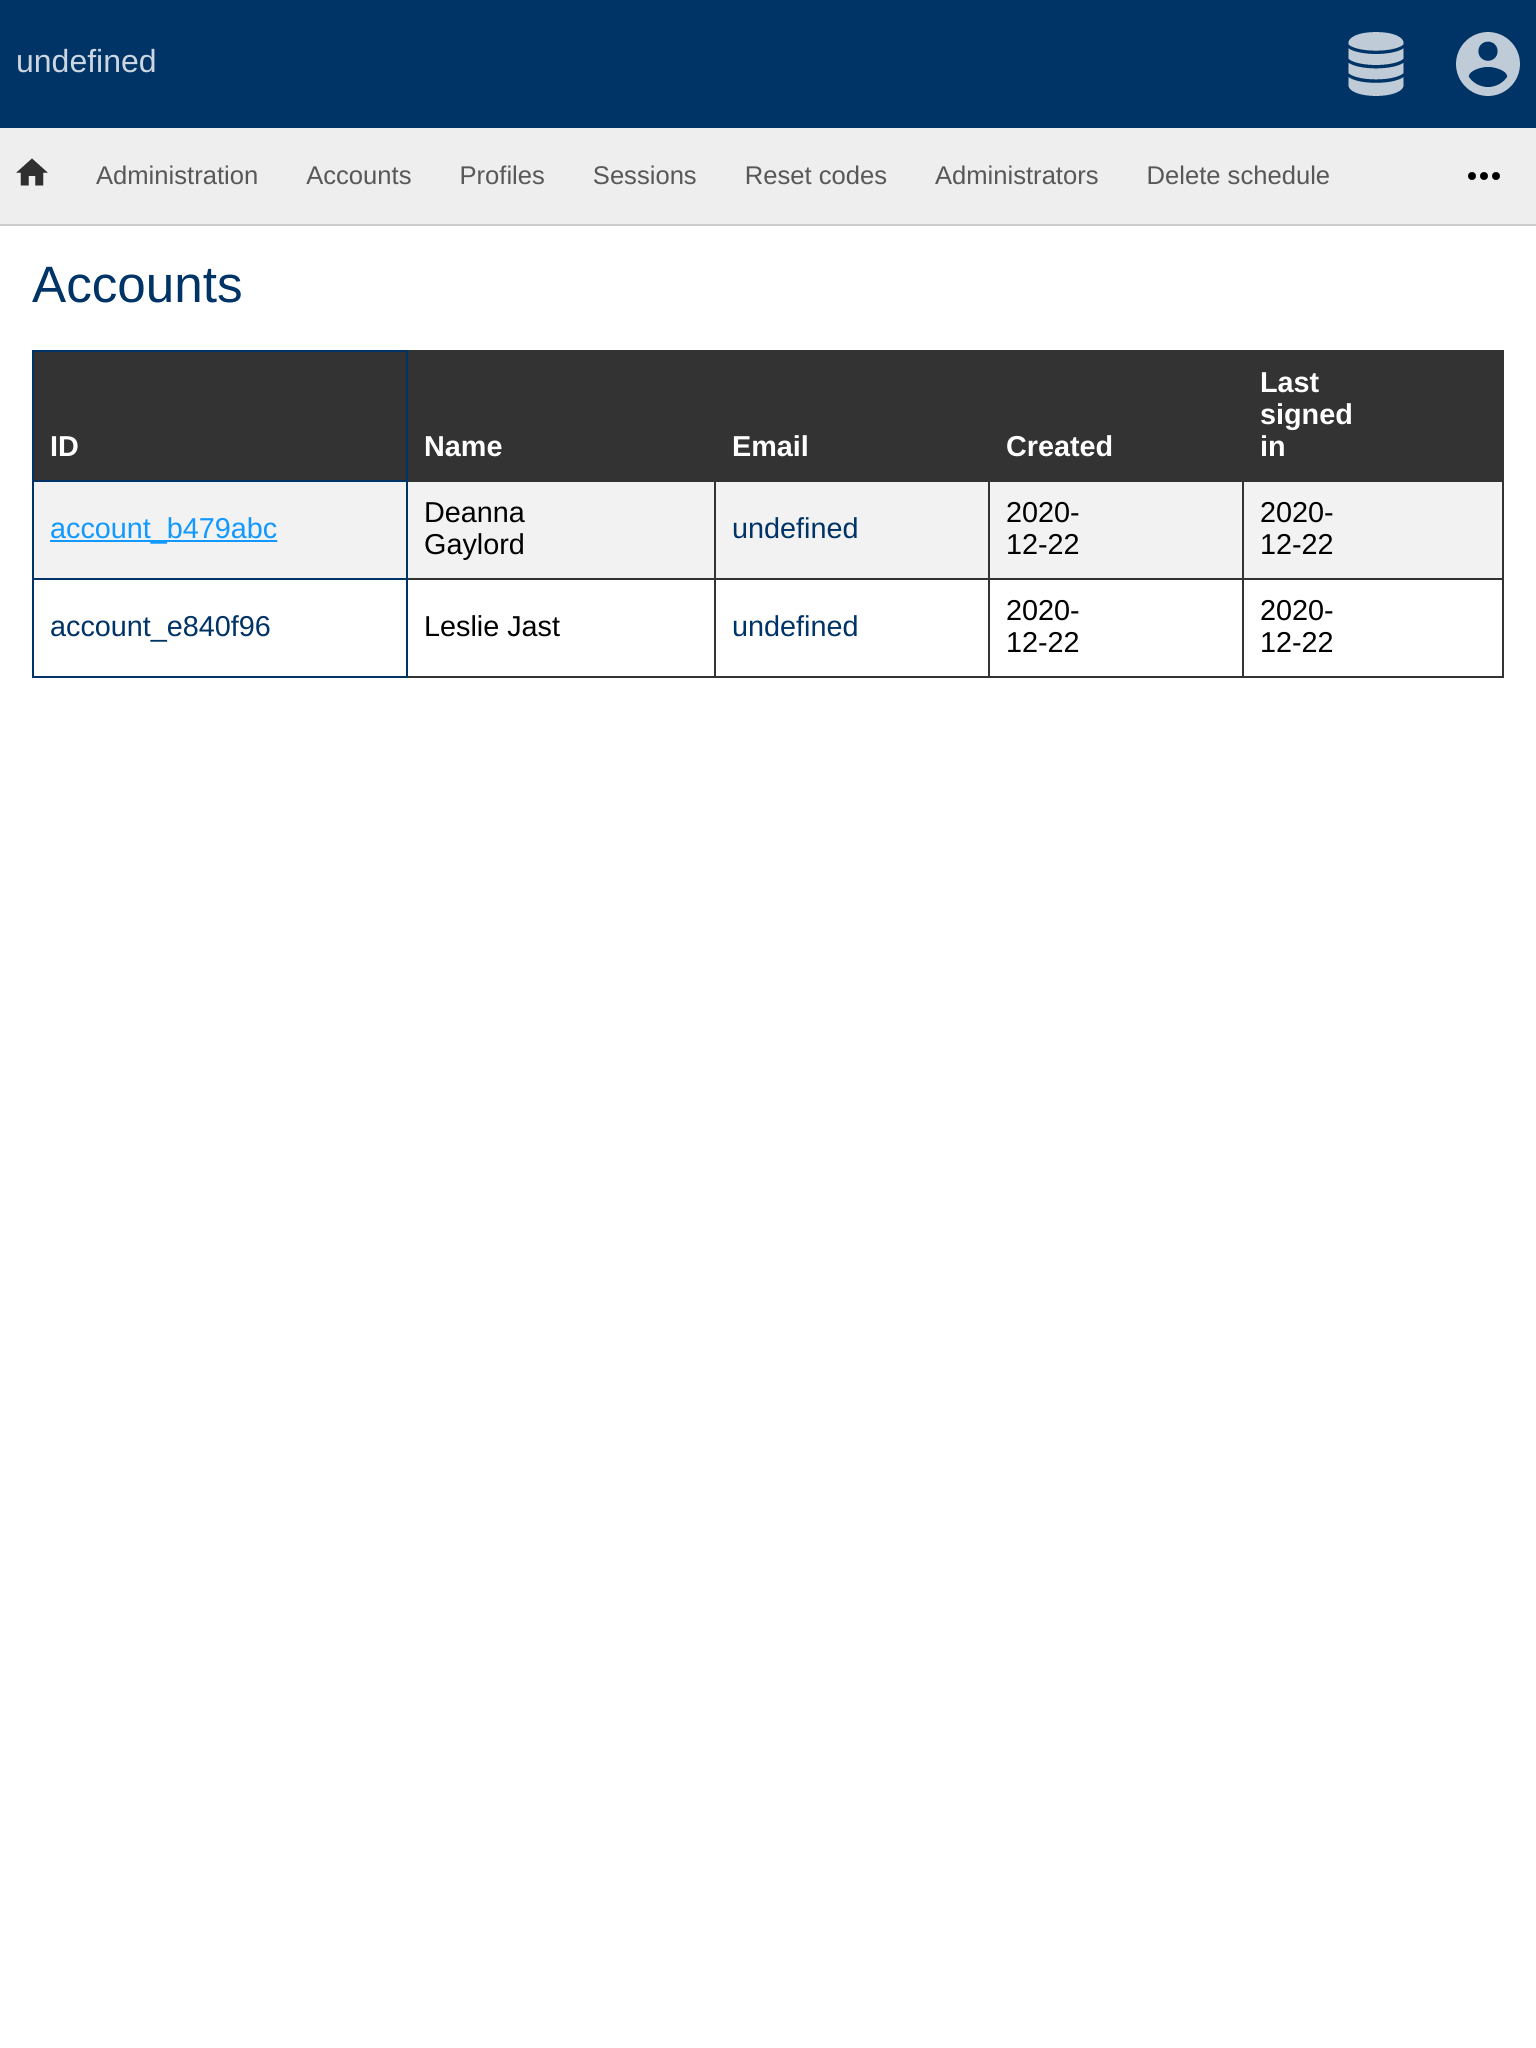 undefined
Administration Accounts Profiles Sessions Reset codes Administrators Delete schedule
Accounts
ID Name Email Created Last signed in
account_b479abc Deanna Gaylord undefined 2020-12-22 2020-12-22
account_e840f96 Leslie Jast undefined 2020-12-22 2020-12-22